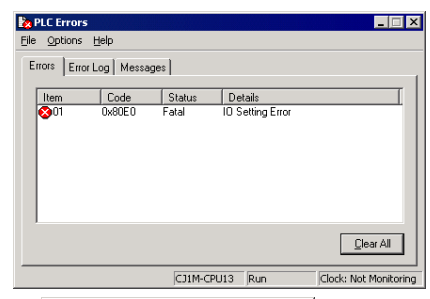 PLC Errors
File Options Help
Errors Error Log Messages
Item Code Status Details
01 0x80E0 Fatal IO Setting Error
Clear All
CJ1M-CPU13 Run Clock: Not Monitoring